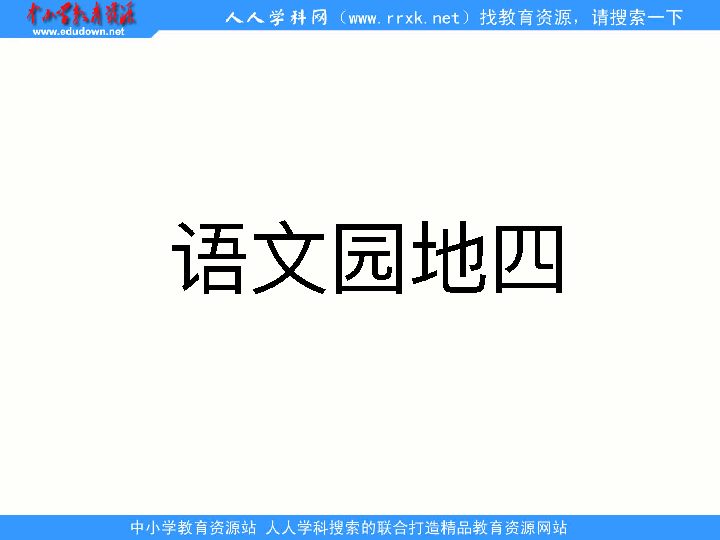 中小学教育资源
www.edudown.net
人人学科网（www.rrxk.net）找教育资源，请搜索一下
语文园地四
中小学教育资源站 人人学科搜索的联合打造精品教育资源网站